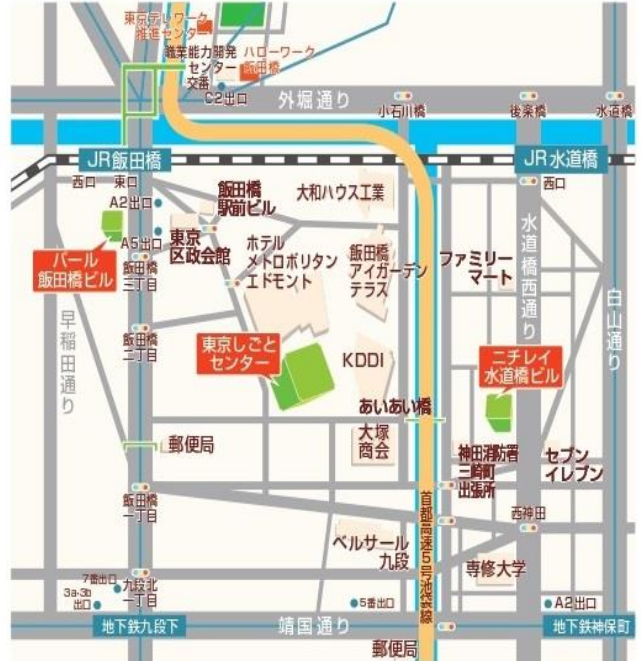 東京テレワーク
推進センター
職業能力開発
センター
ハローワーク
飯田橋
交番
C2出口
外堀通り
小石川橋
後楽橋
水道橋
JR飯田橋
JR水道橋
西口
東口
西口
A2出口
飯田橋
駅前ビル
大和ハウス工業
パール
飯田橋ビル
A5出口
東京
区政会館
ホテル
メトロポリタン
エドモント
飯田橋
アイガーデン
テラス
ファミリー
マート
水道橋西通り
白山通り
飯田橋
三丁目
早稲田通り
飯田橋
二丁目
東京しごと
センター
KDDI
ニチレイ
水道橋ビル
あいあい橋
大塚
商会
郵便局
神田消防署
三崎町
出張所
セブン
イレブン
飯田橋
一丁目
首都高速5号池袋線
西神田
ベルサール
九段
専修大学
7番出口
3a・3b
出口
九段北
一丁目
5番出口
A2出口
地下鉄九段下
靖国通り
地下鉄神保町
郵便局